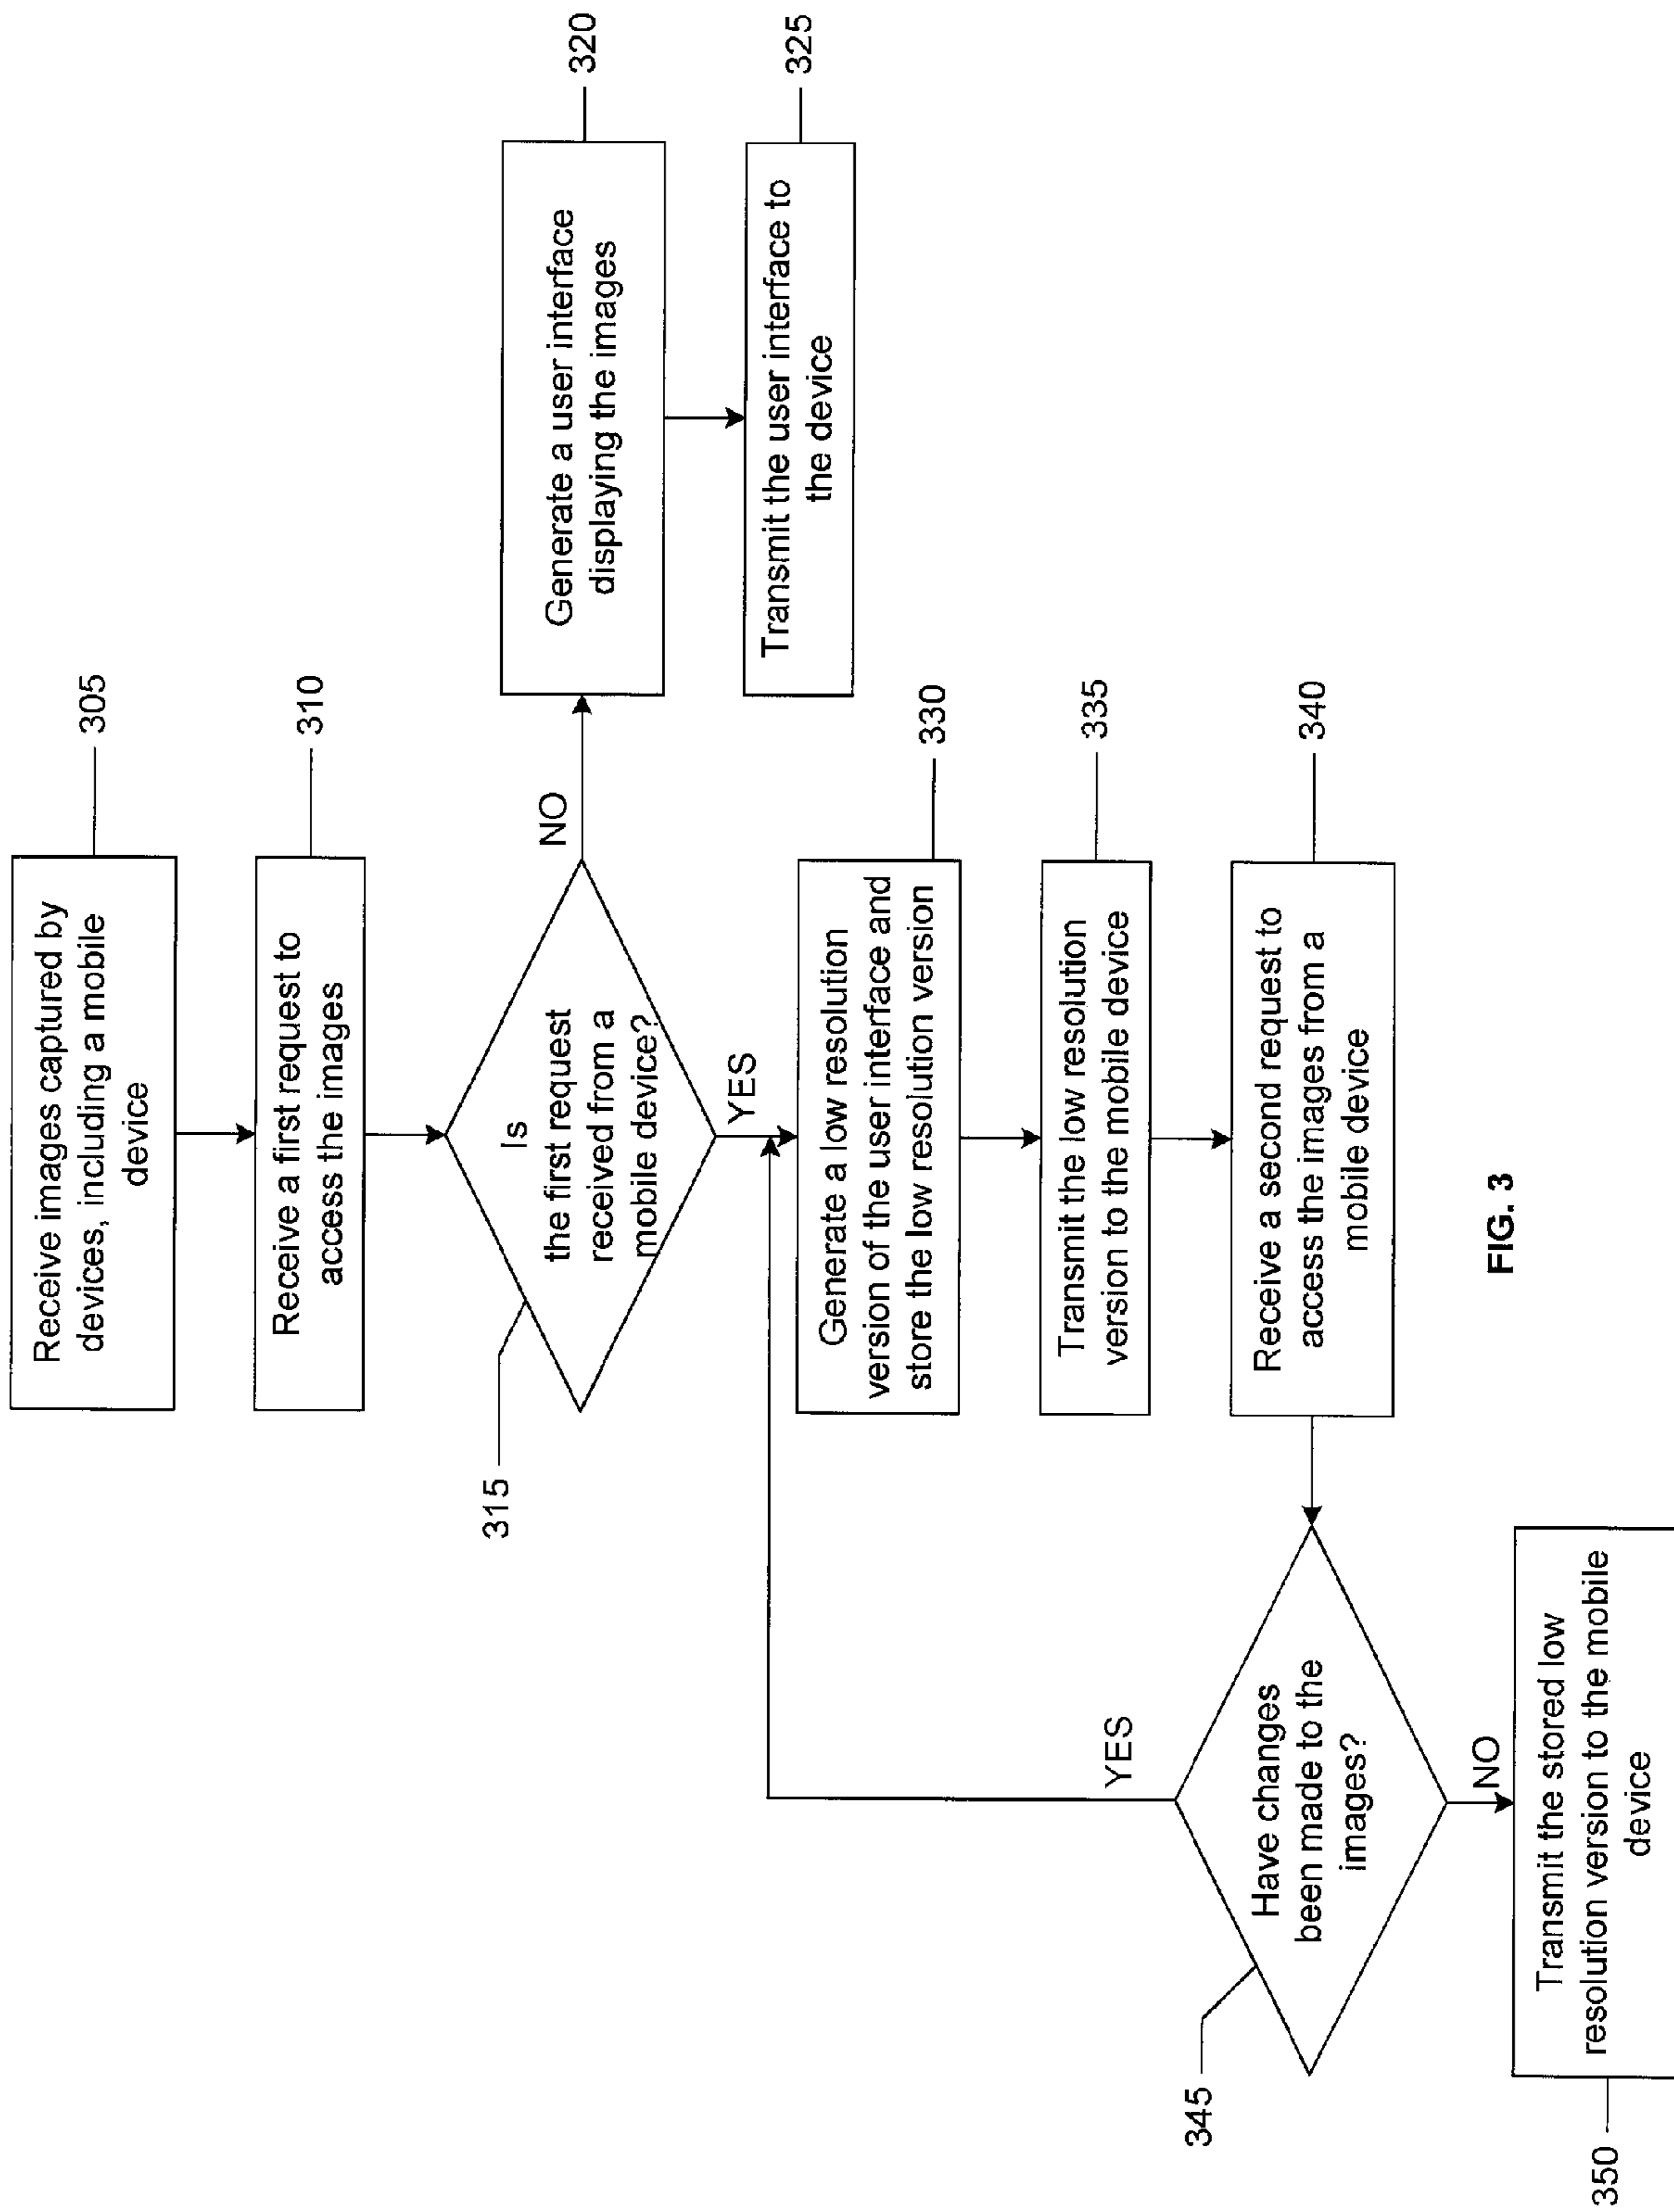 Receive images captured by
devices, including a mobile
device
305
Receive a first request to
access the images
310
Is
the first request
received from a
mobile device?
315
NO
Generate a user interface
displaying the images
320
Transmit the user interface to
the device
325
YES
Generate a low resolution
version of the user interface and
store the low resolution version
330
Transmit the low resolution
version to the mobile device
335
Receive a second request to
access the images from a
mobile device
340
Have changes
been made to the
images?
345
YES
NO
Transmit the stored low
resolution version to the mobile
device
350
FIG. 3